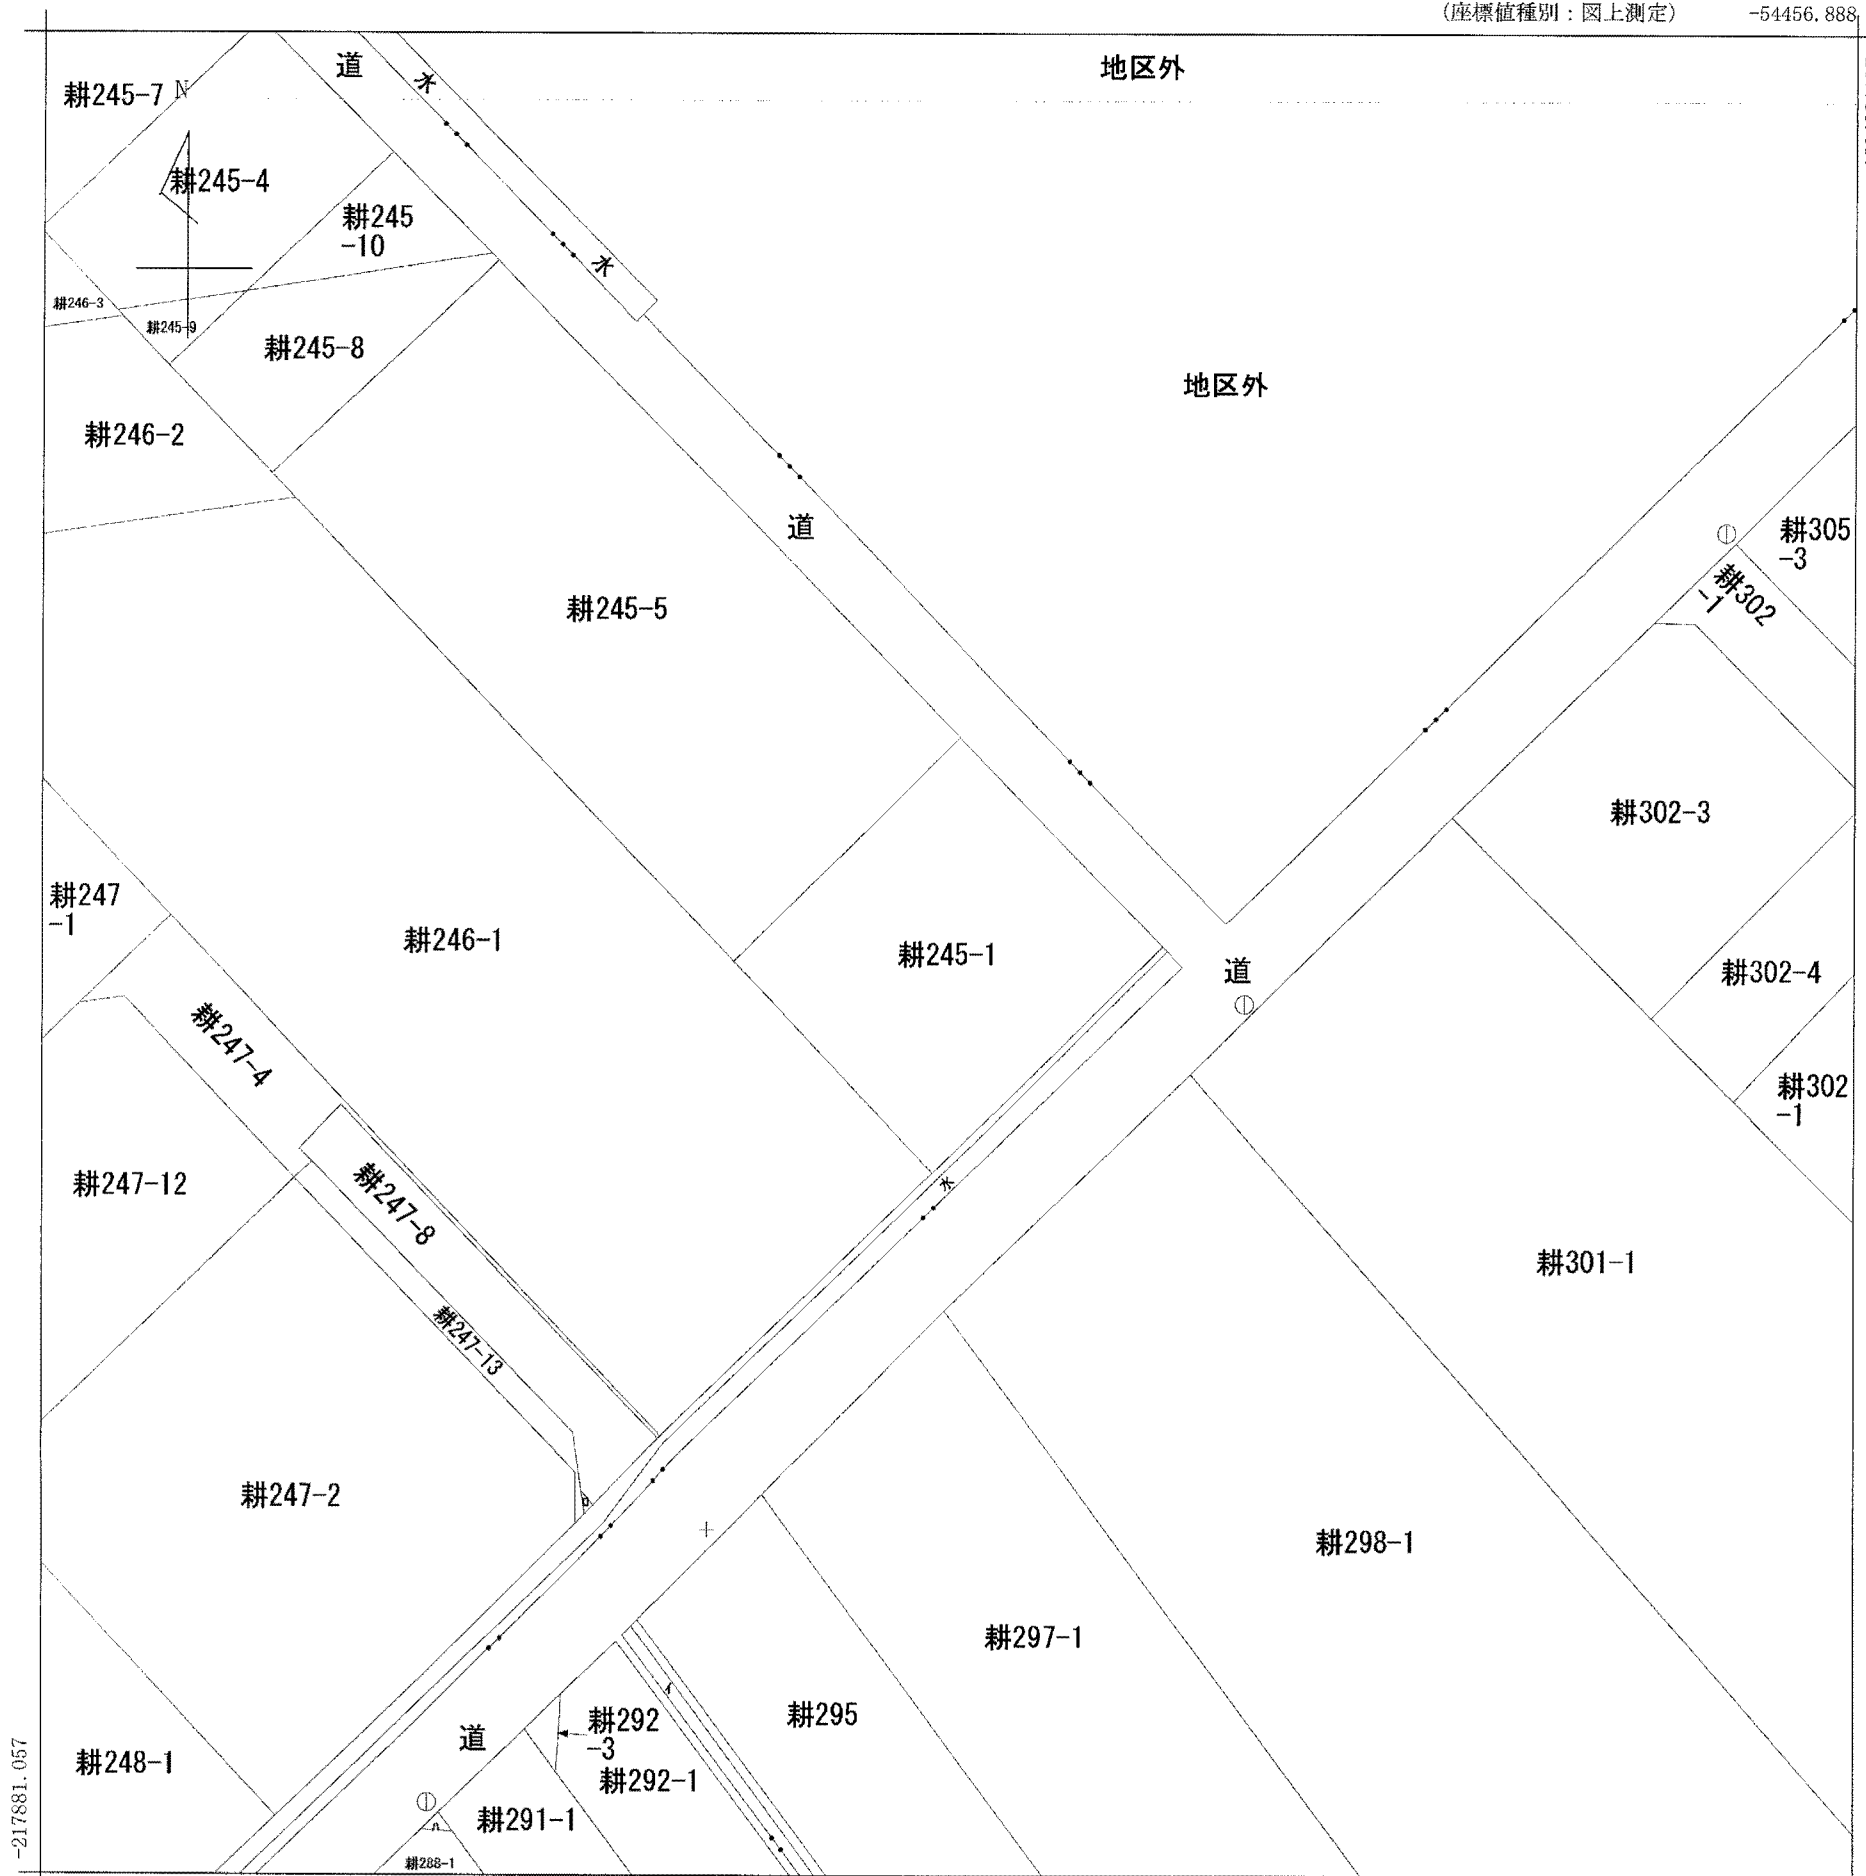 (座標値種別：図上測定)
-54456.888
道
水
地区外
耕245-7
N
耕245-4
耕245
-10
水
耕246-3
耕245-9
耕245-8
地区外
耕246-2
道
耕305
-3
耕302
-1
耕245-5
耕302-3
耕247
-1
耕246-1
耕245-1
道
耕302-4
耕247-4
耕302
-1
耕247-12
耕247-8
水
耕301-1
耕247-13
耕247-2
ロ
耕298-1
耕297-1
耕295
イ
耕292
-3
道
耕248-1
耕292-1
耕291-1
耕288-1
-217881.057